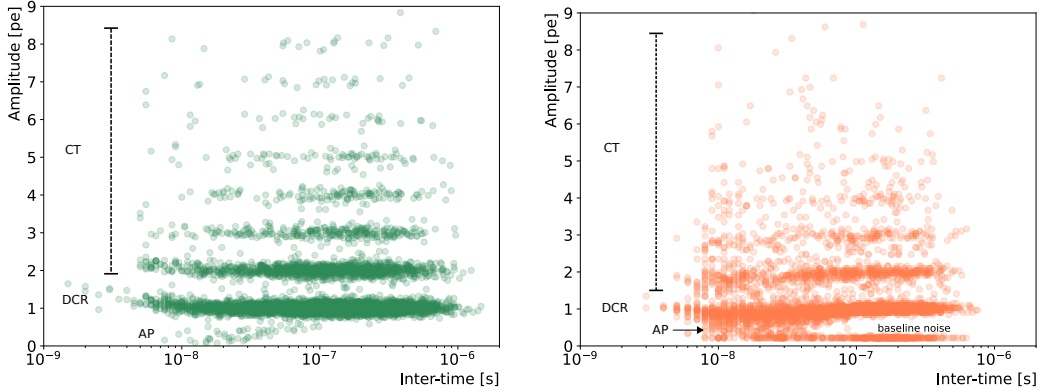 Amplitude [pe]
9
8
7
6
5
4
3
2
1
0
CT
DCR
AP
10⁻⁹
10⁻⁸
10⁻⁷
10⁻⁶
Inter-time [s]
Amplitude [pe]
9
8
7
6
5
4
3
2
1
0
CT
DCR
AP
baseline noise
10⁻⁹
10⁻⁸
10⁻⁷
10⁻⁶
Inter-time [s]